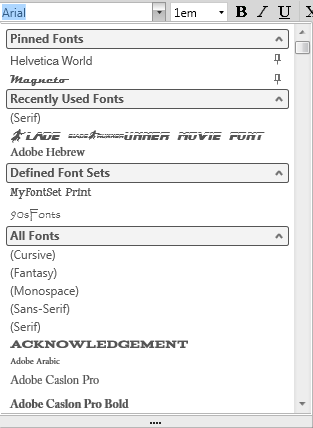 Arial 1em B I U X
Pinned Fonts
Helvetica World
Magneto
Recently Used Fonts
(Serif)
BLADE RUNNER MOVIE FONT
Adobe Hebrew
Defined Font Sets
MyFontSet Print
90sFonts
All Fonts
(Cursive)
(Fantasy)
(Monospace)
(Sans-Serif)
(Serif)
ACKNOWLEDGEMENT
Adobe Arabic
Adobe Caslon Pro
Adobe Caslon Pro Bold